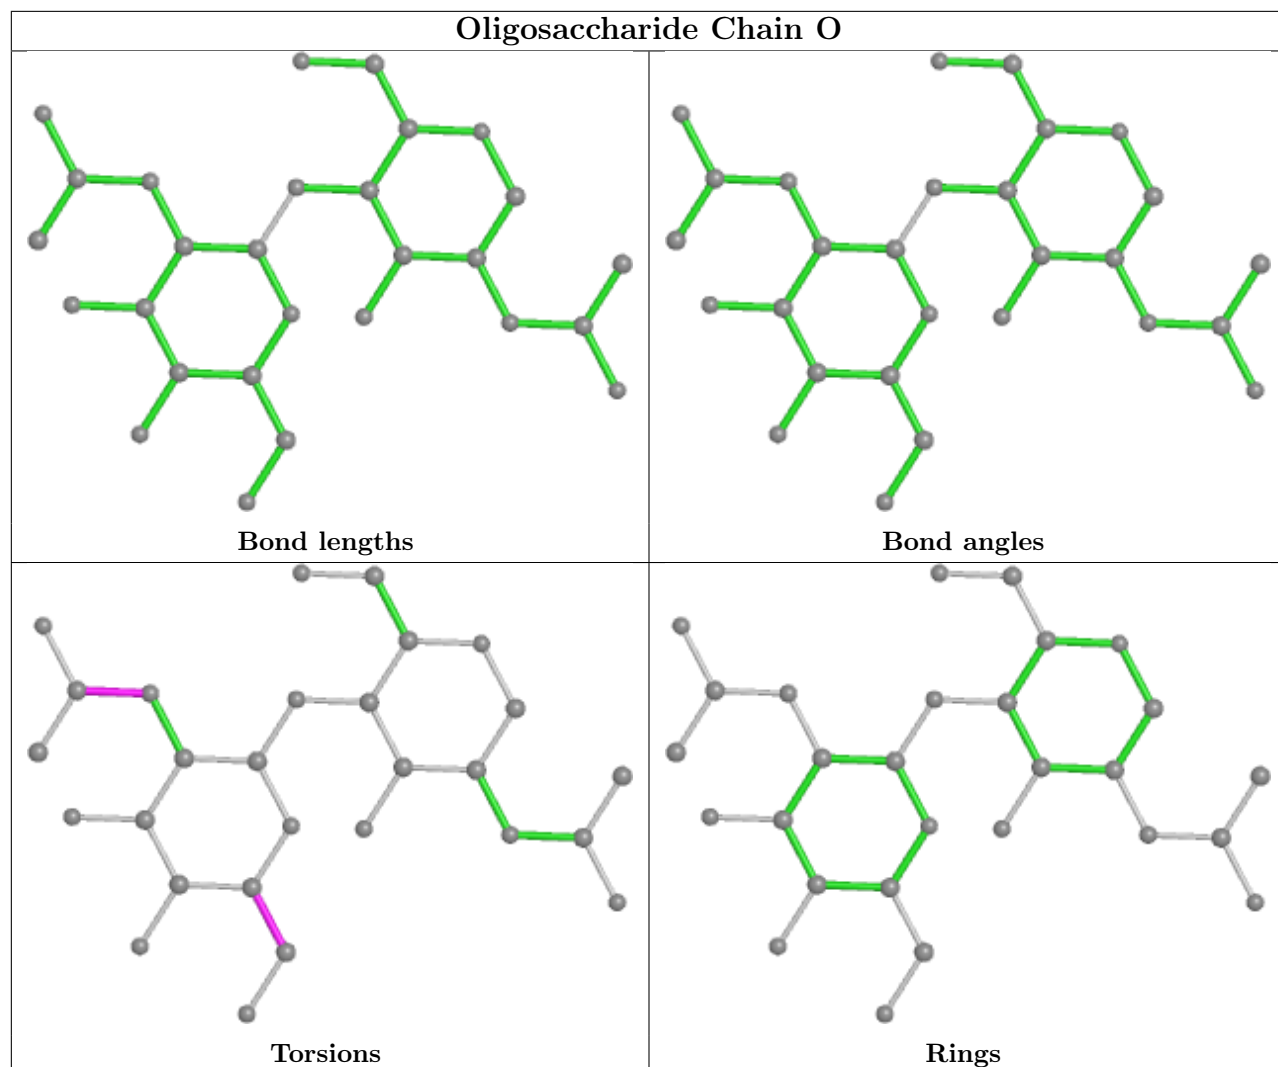 Oligosaccharide Chain O
Bond lengths
Bond angles
Torsions
Rings